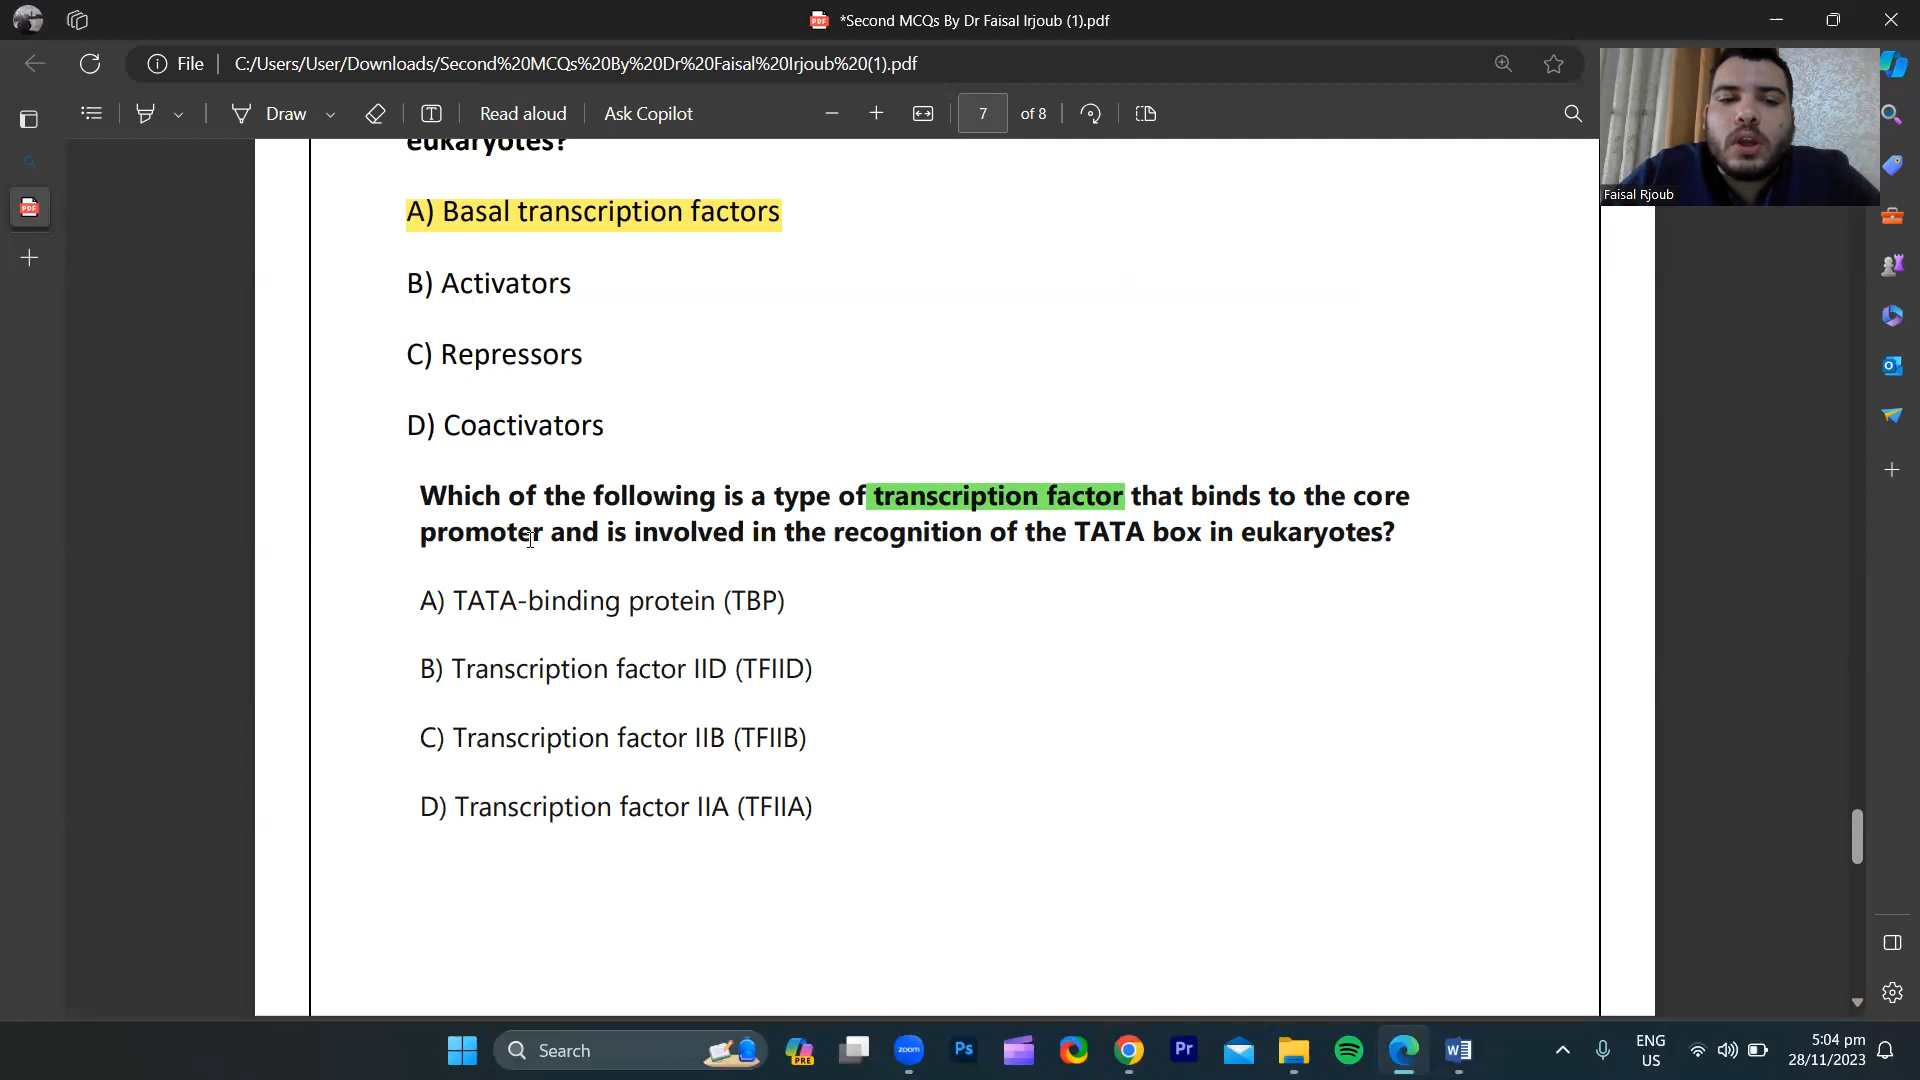 *Second MCQs By Dr Faisal Irjoub (1).pdf
File
C:/Users/User/Downloads/Second%20MCQs%20By%20Dr%20Faisal%20Irjoub%20(1).pdf
Draw
Read aloud
Ask Copilot
7 of 8
Faisal Rjoub
eukaryotes?
A) Basal transcription factors
B) Activators
C) Repressors
D) Coactivators
Which of the following is a type of transcription factor that binds to the core
promoter and is involved in the recognition of the TATA box in eukaryotes?
A) TATA-binding protein (TBP)
B) Transcription factor IID (TFIID)
C) Transcription factor IIB (TFIIB)
D) Transcription factor IIA (TFIIA)
Search
PRE
zoom
Ps
Pr
ENG
US
5:04 pm
28/11/2023